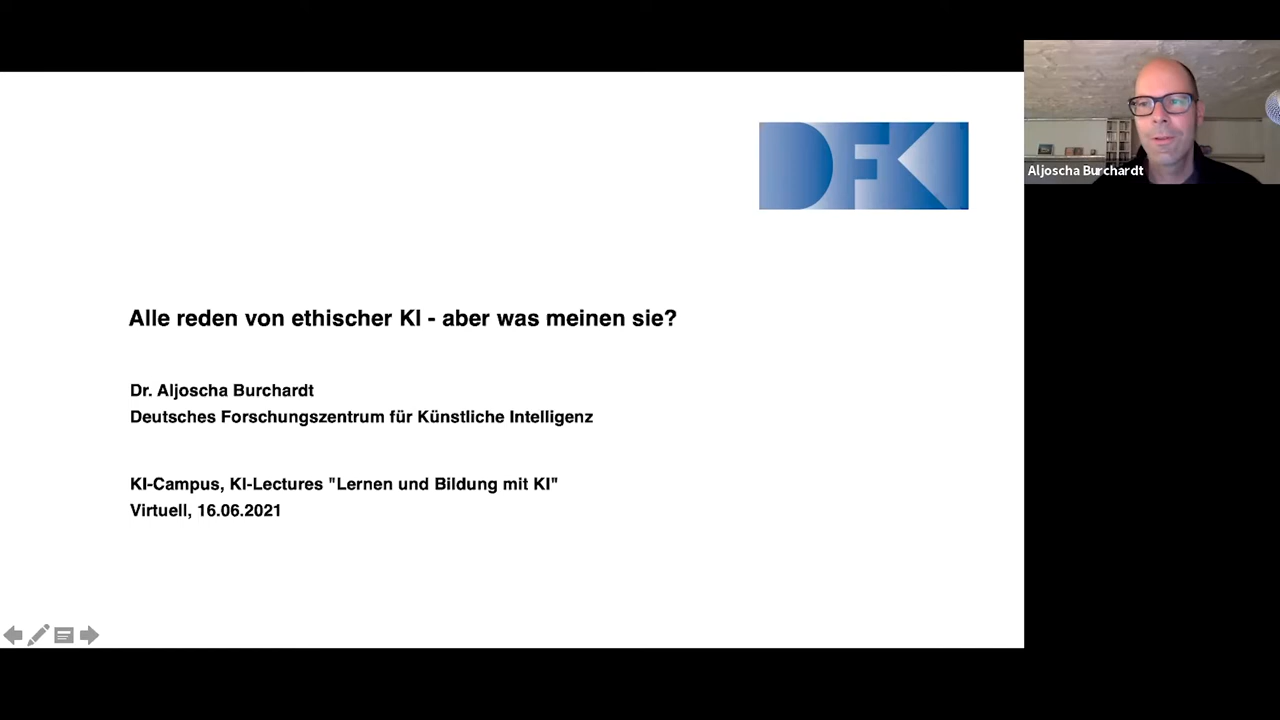 DFKI
Aljoscha Burchardt
Alle reden von ethischer KI - aber was meinen sie?
Dr. Aljoscha Burchardt
Deutsches Forschungszentrum für Künstliche Intelligenz
KI-Campus, KI-Lectures "Lernen und Bildung mit KI"
Virtuell, 16.06.2021